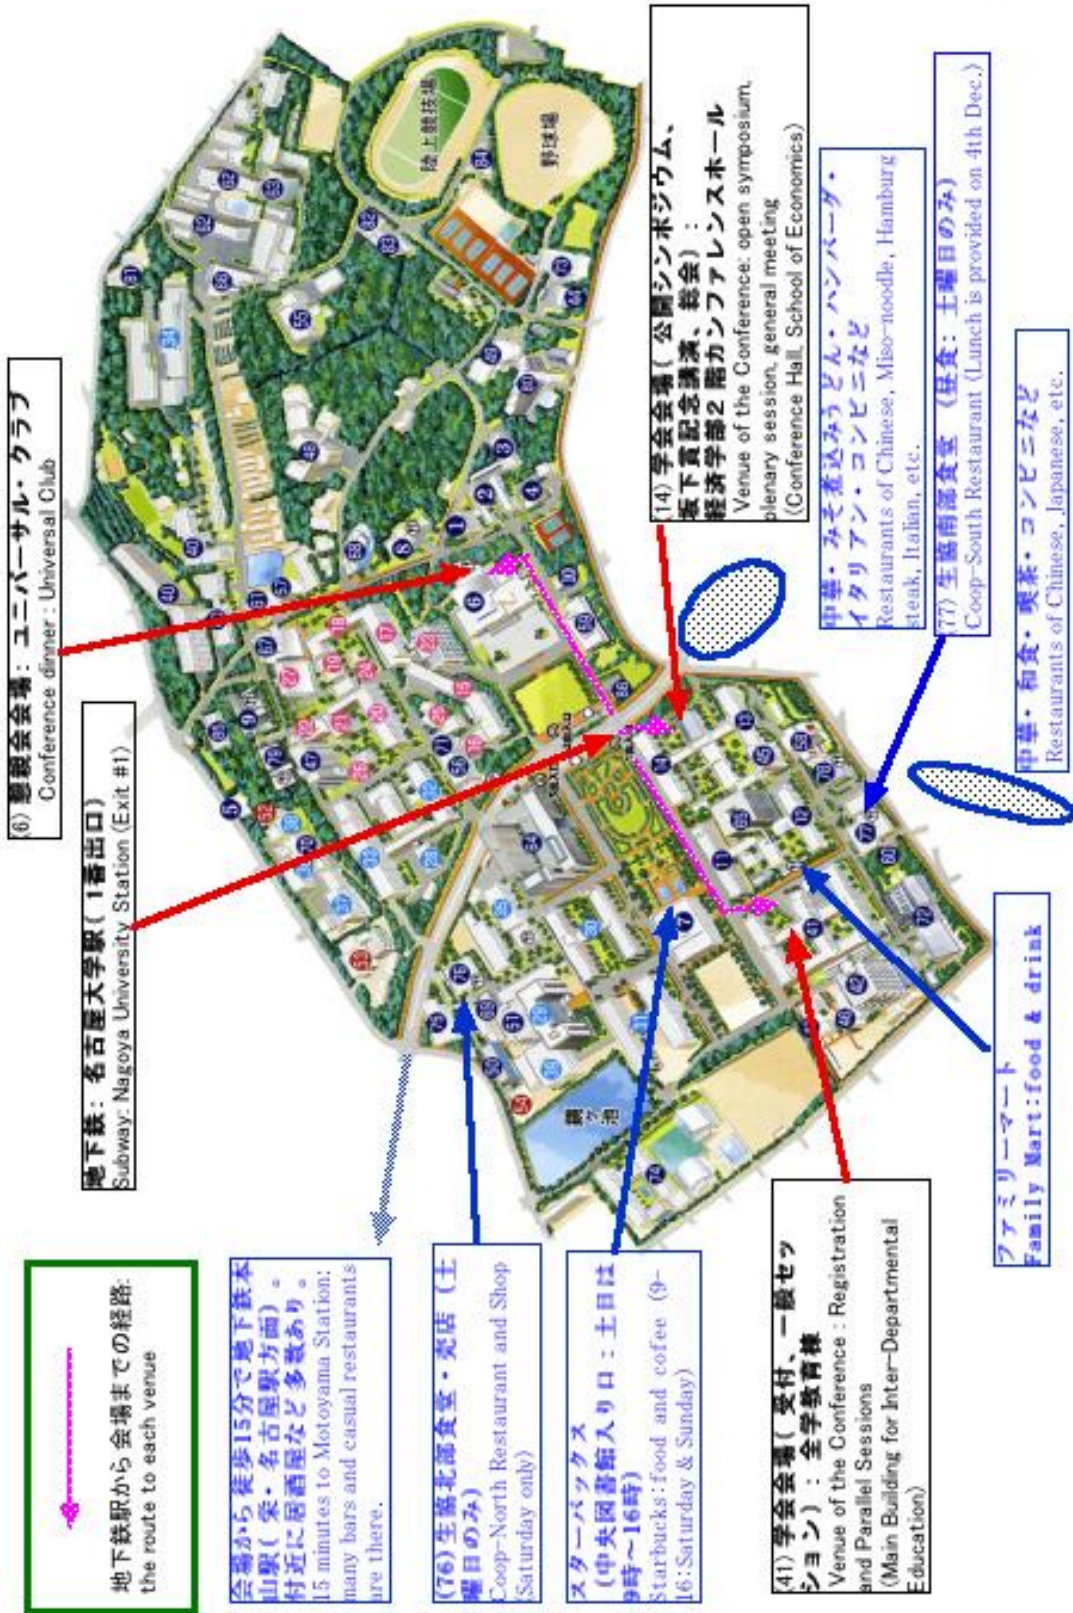 地下鉄駅から会場までの経路:
the route to each venue
会場から徒歩15分で地下鉄本
山駅(栄・名古屋駅方面)。
付近に居酒屋など多数あり。
15 minutes to Motoyama Station:
many bars and casual restaurants
are there.
(76)生協北部食堂・売店 (土
曜日のみ)
Coop-North Restaurant and Shop
(Saturday only)
スターバックス
(中央図書館入り口:土日は
9時～16時)
Starbucks:food and cofee (9-
16:Saturday & Sunday)
(41)学会会場( 受付、一般セッ
ション) : 全学教育棟
Venue of the Conference : Registration
and Parallel Sessions
(Main Building for Inter-Departmental
Education)
地下鉄: 名古屋大学駅( 1番出口)
Subway: Nagoya University Station (Exit #1)
(6) 懇親会会場: ユニバーサル・クラブ
Conference dinner : Universal Club
陸上競技場
野球場
鏡ヶ池
ファミリーマート
Family Mart:food & drink
(14)学会会場( 公開シンポジウム、
坂下賞記念講演、総会) :
経済学部2 階カンファレンスホール
Venue of the Conference: open symposium,
plenary session, general meeting
(Conference Hall, School of Economics)
中華・みそ煮込みうどん・ハンバーグ・
イタリアン・コンビニなど
Restaurants of Chinese, Miso-noodle, Hamburg
steak, Italian, etc.
(77) 生協南部食堂 (昼食: 土曜日のみ)
Coop-South Restaurant (Lunch is provided on 4th Dec.)
中華・和食・喫茶・コンビニなど
Restaurants of Chinese, Japanese, etc.